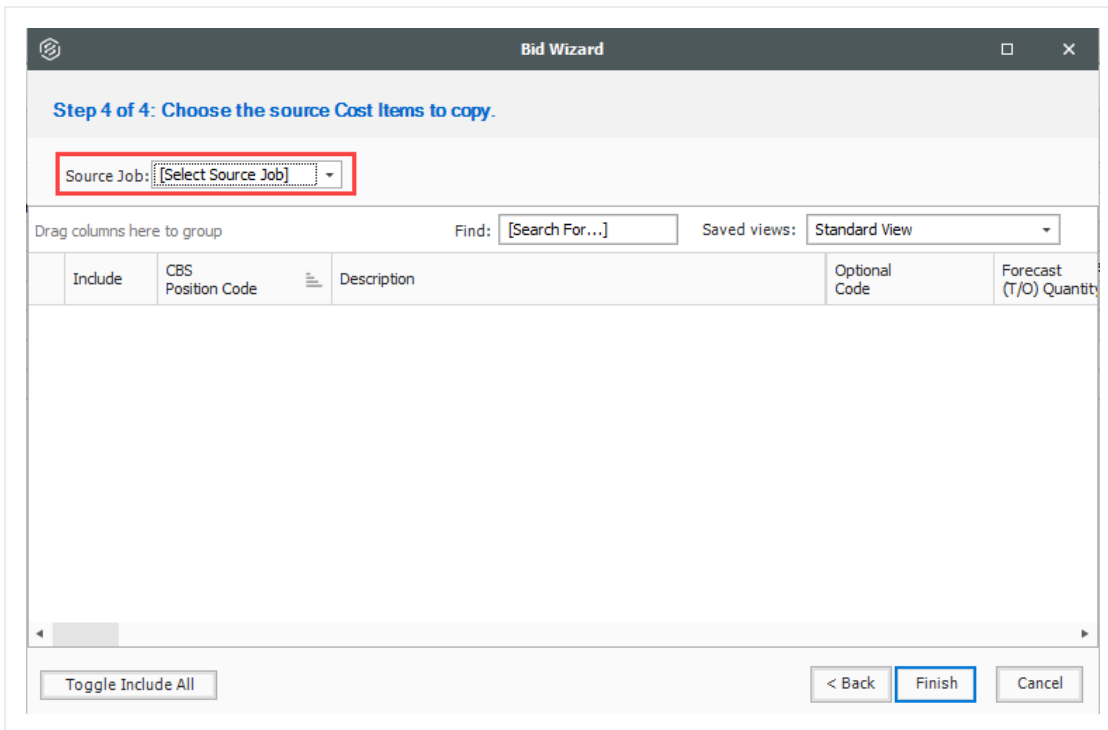 Bid Wizard
Step 4 of 4: Choose the source Cost Items to copy.
Source Job: [Select Source Job]
Drag columns here to group Find: [Search For...] Saved views: Standard View
Include CBS Position Code Description Optional Code Forecast (T/O) Quantity
Toggle Include All < Back Finish Cancel